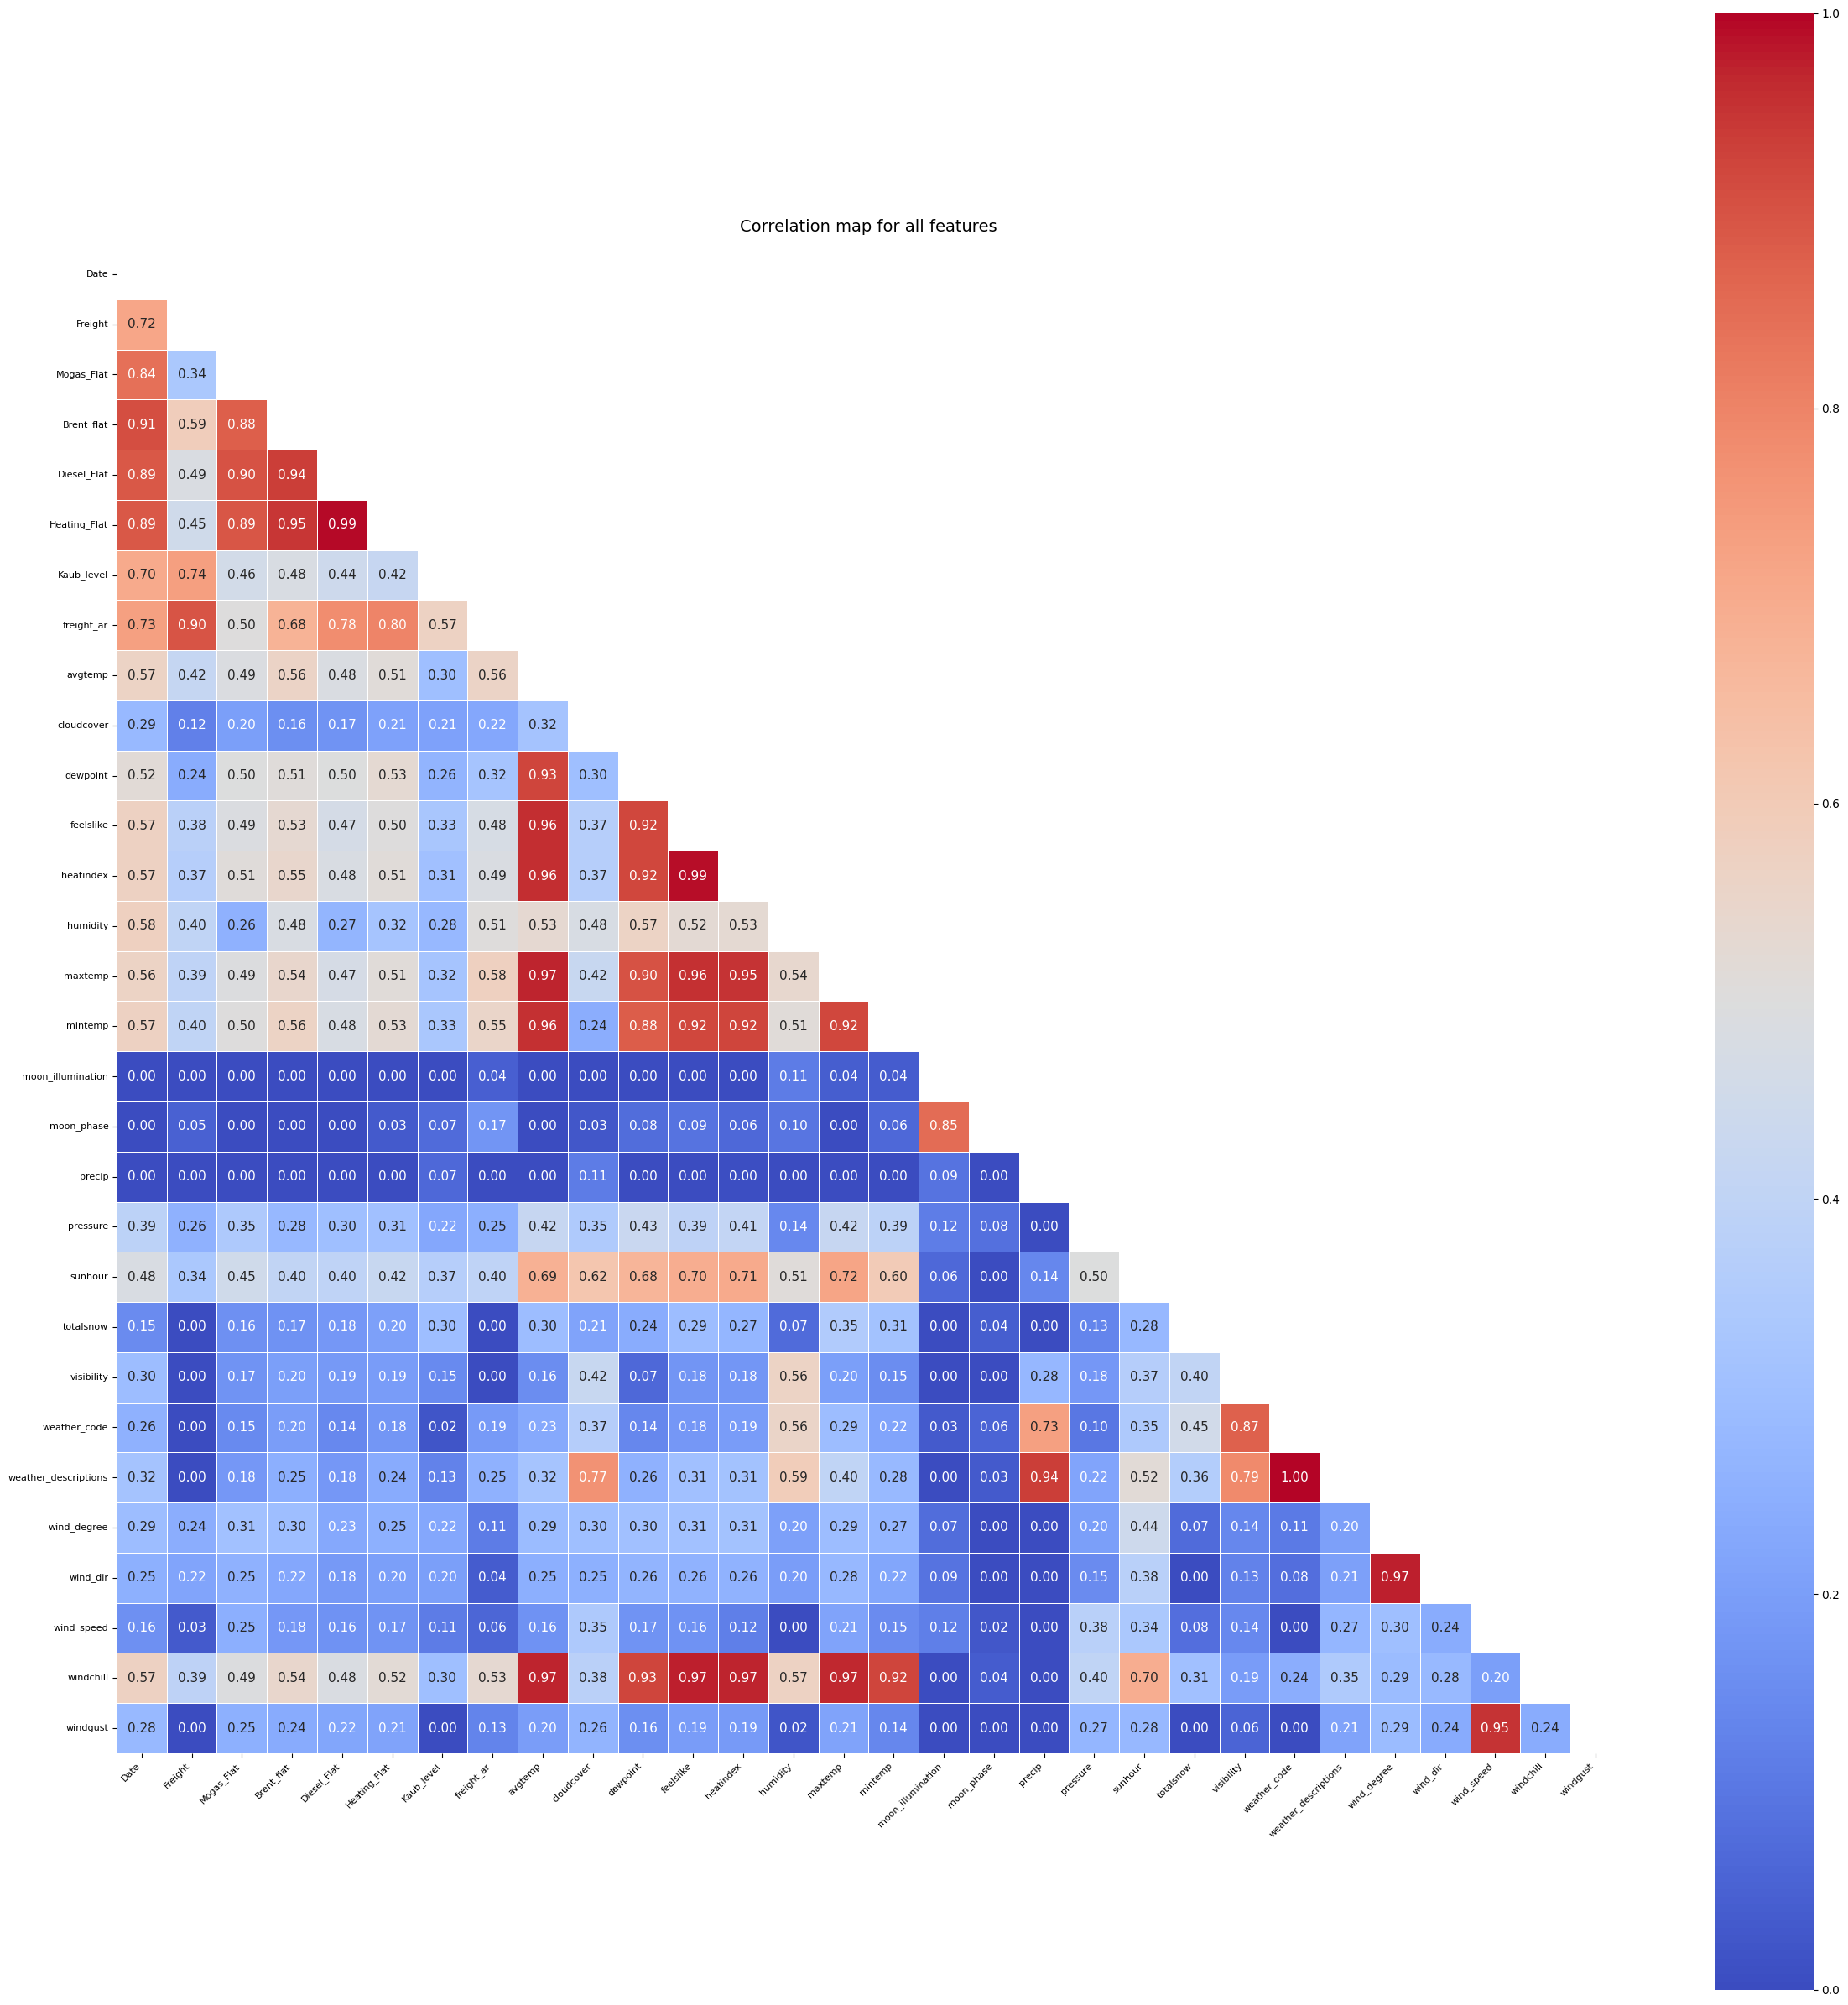 Correlation map for all features
Date
Freight 0.72
Mogas_Flat 0.84 0.34
Brent_flat 0.91 0.59 0.88
Diesel_Flat 0.89 0.49 0.90 0.94
Heating_Flat 0.89 0.45 0.89 0.95 0.99
Kaub_level 0.70 0.74 0.46 0.48 0.44 0.42
freight_ar 0.73 0.90 0.50 0.68 0.78 0.80 0.57
avgtemp 0.57 0.42 0.49 0.56 0.48 0.51 0.30 0.56
cloudcover 0.29 0.12 0.20 0.16 0.17 0.21 0.21 0.22 0.32
dewpoint 0.52 0.24 0.50 0.51 0.50 0.53 0.26 0.32 0.93 0.30
feelslike 0.57 0.38 0.49 0.53 0.47 0.50 0.33 0.48 0.96 0.37 0.92
heatindex 0.57 0.37 0.51 0.55 0.48 0.51 0.31 0.49 0.96 0.37 0.92 0.99
humidity 0.58 0.40 0.26 0.48 0.27 0.32 0.28 0.51 0.53 0.48 0.57 0.52 0.53
maxtemp 0.56 0.39 0.49 0.54 0.47 0.51 0.32 0.58 0.97 0.42 0.90 0.96 0.95 0.54
mintemp 0.57 0.40 0.50 0.56 0.48 0.53 0.33 0.55 0.96 0.24 0.88 0.92 0.92 0.51 0.92
moon_illumination 0.00 0.00 0.00 0.00 0.00 0.00 0.00 0.04 0.00 0.00 0.00 0.00 0.00 0.11 0.04 0.04
moon_phase 0.00 0.05 0.00 0.00 0.00 0.03 0.07 0.17 0.00 0.03 0.08 0.09 0.06 0.10 0.00 0.06 0.85
precip 0.00 0.00 0.00 0.00 0.00 0.00 0.07 0.00 0.00 0.11 0.00 0.00 0.00 0.00 0.00 0.00 0.09 0.00
pressure 0.39 0.26 0.35 0.28 0.30 0.31 0.22 0.25 0.42 0.35 0.43 0.39 0.41 0.14 0.42 0.39 0.12 0.08 0.00
sunhour 0.48 0.34 0.45 0.40 0.40 0.42 0.37 0.40 0.69 0.62 0.68 0.70 0.71 0.51 0.72 0.60 0.06 0.00 0.14 0.50
totalsnow 0.15 0.00 0.16 0.17 0.18 0.20 0.30 0.00 0.30 0.21 0.24 0.29 0.27 0.07 0.35 0.31 0.00 0.04 0.00 0.13 0.28
visibility 0.30 0.00 0.17 0.20 0.19 0.19 0.15 0.00 0.16 0.42 0.07 0.18 0.18 0.56 0.20 0.15 0.00 0.00 0.28 0.18 0.37 0.40
weather_code 0.26 0.00 0.15 0.20 0.14 0.18 0.02 0.19 0.23 0.37 0.14 0.18 0.19 0.56 0.29 0.22 0.03 0.06 0.73 0.10 0.35 0.45 0.87
weather_descriptions 0.32 0.00 0.18 0.25 0.18 0.24 0.13 0.25 0.32 0.77 0.26 0.31 0.31 0.59 0.40 0.28 0.00 0.03 0.94 0.22 0.52 0.36 0.79 1.00
wind_degree 0.29 0.24 0.31 0.30 0.23 0.25 0.22 0.11 0.29 0.30 0.30 0.31 0.31 0.20 0.29 0.27 0.07 0.00 0.00 0.20 0.44 0.07 0.14 0.11 0.20
wind_dir 0.25 0.22 0.25 0.22 0.18 0.20 0.20 0.04 0.25 0.25 0.26 0.26 0.26 0.20 0.28 0.22 0.09 0.00 0.00 0.15 0.38 0.00 0.13 0.08 0.21 0.97
wind_speed 0.16 0.03 0.25 0.18 0.16 0.17 0.11 0.06 0.16 0.35 0.17 0.16 0.12 0.00 0.21 0.15 0.12 0.02 0.00 0.38 0.34 0.08 0.14 0.00 0.27 0.30 0.24
windchill 0.57 0.39 0.49 0.54 0.48 0.52 0.30 0.53 0.97 0.38 0.93 0.97 0.97 0.57 0.97 0.92 0.00 0.04 0.00 0.40 0.70 0.31 0.19 0.24 0.35 0.29 0.28 0.20
windgust 0.28 0.00 0.25 0.24 0.22 0.21 0.00 0.13 0.20 0.26 0.16 0.19 0.19 0.02 0.21 0.14 0.00 0.00 0.00 0.27 0.28 0.00 0.06 0.00 0.21 0.29 0.24 0.95 0.24
Date Freight Mogas_Flat Brent_flat Diesel_Flat Heating_Flat Kaub_level freight_ar avgtemp cloudcover dewpoint feelslike heatindex humidity maxtemp mintemp moon_illumination moon_phase precip pressure sunhour totalsnow visibility weather_code weather_descriptions wind_degree wind_dir wind_speed windchill windgust
1.0
0.8
0.6
0.4
0.2
0.0